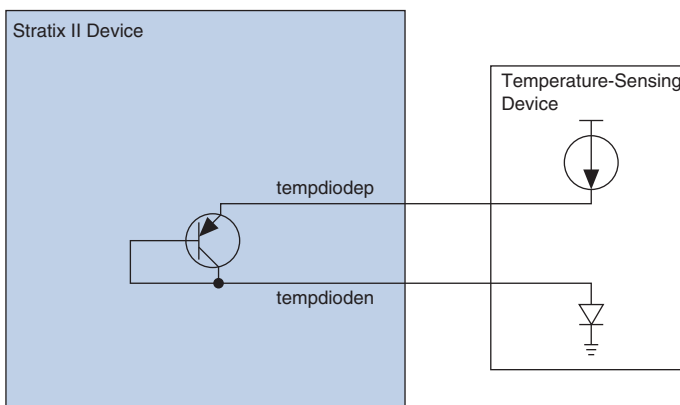 Stratix II Device
Temperature-Sensing
Device
tempdiodep
tempdioden